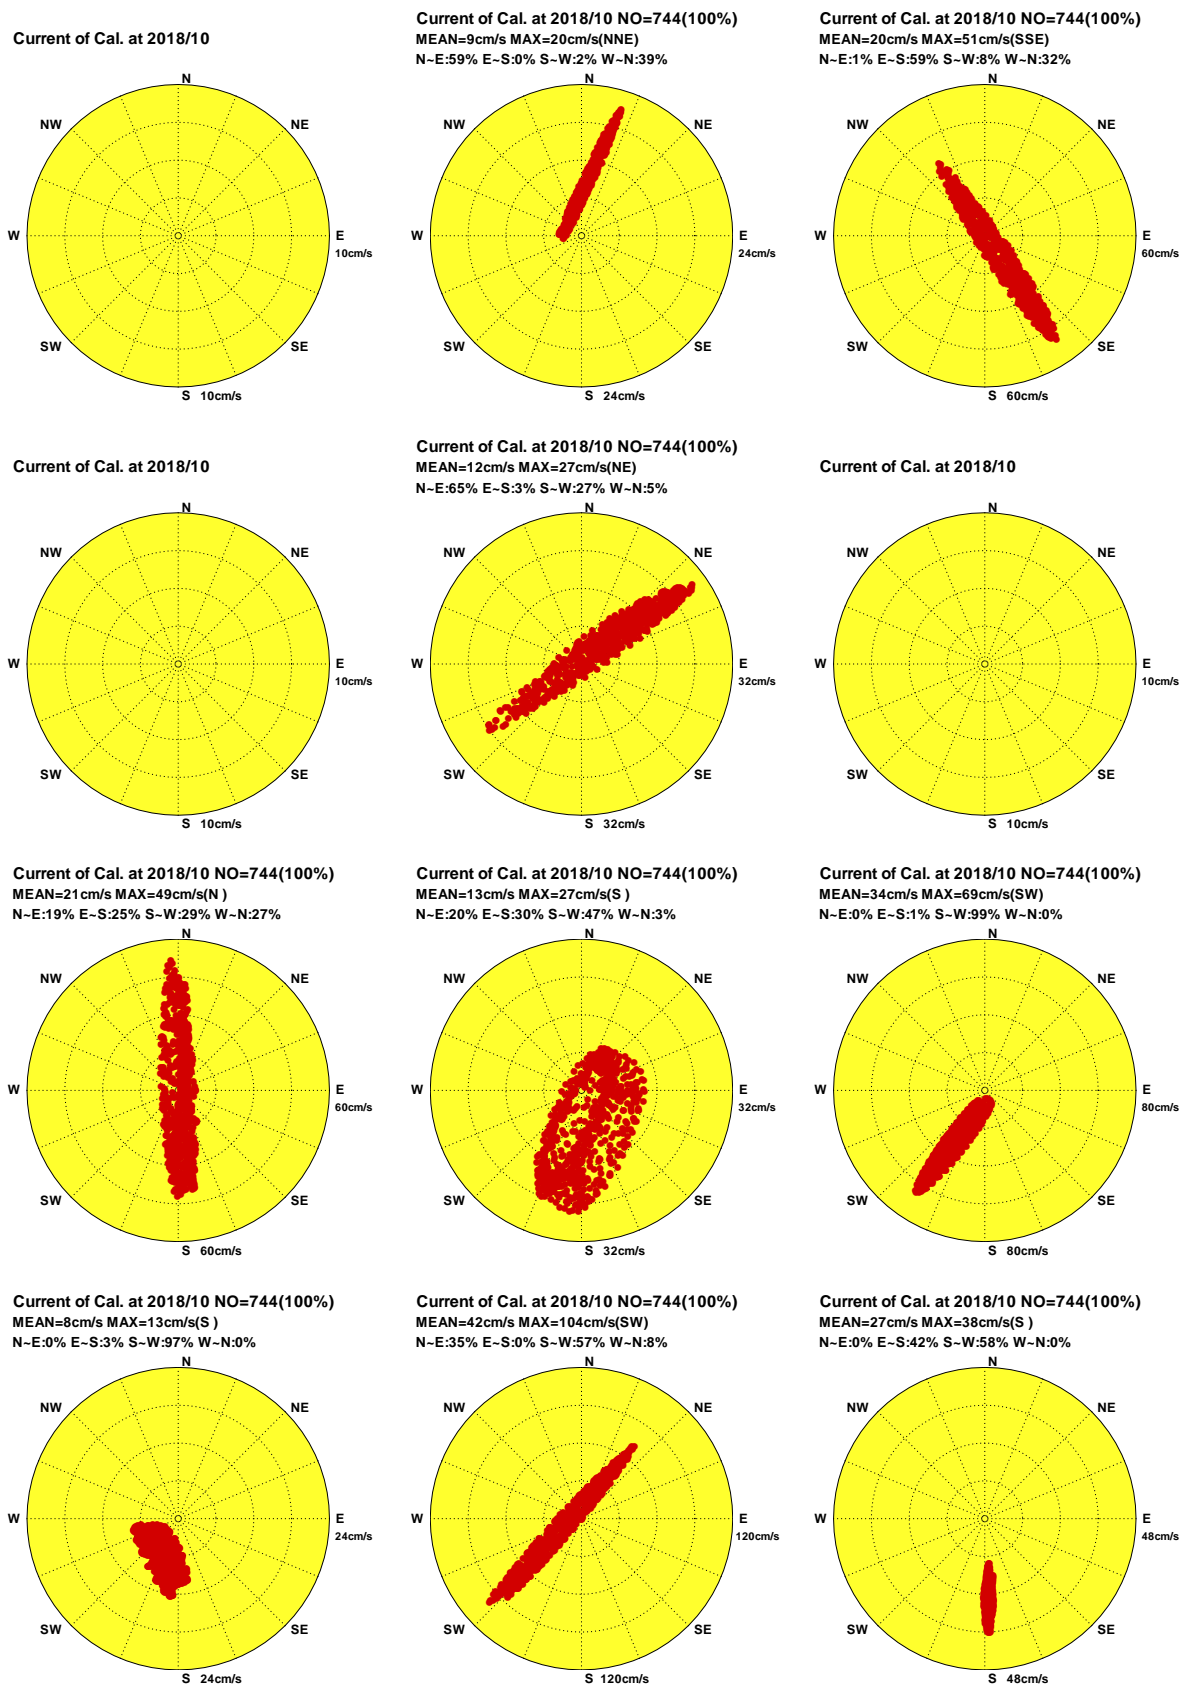 Current of Cal. at 2018/10
N
NW
NE
W
E
10cm/s
SW
SE
S 10cm/s
Current of Cal. at 2018/10 NO=744(100%)
MEAN=9cm/s MAX=20cm/s(NNE)
N~E:59% E~S:0% S~W:2% W~N:39%
N
NW
NE
W
E
24cm/s
SW
SE
S 24cm/s
Current of Cal. at 2018/10 NO=744(100%)
MEAN=20cm/s MAX=51cm/s(SSE)
N~E:1% E~S:59% S~W:8% W~N:32%
N
NW
NE
W
E
60cm/s
SW
SE
S 60cm/s
Current of Cal. at 2018/10
N
NW
NE
W
E
10cm/s
SW
SE
S 10cm/s
Current of Cal. at 2018/10 NO=744(100%)
MEAN=12cm/s MAX=27cm/s(NE)
N~E:65% E~S:3% S~W:27% W~N:5%
N
NW
NE
W
E
32cm/s
SW
SE
S 32cm/s
Current of Cal. at 2018/10
N
NW
NE
W
E
10cm/s
SW
SE
S 10cm/s
Current of Cal. at 2018/10 NO=744(100%)
MEAN=21cm/s MAX=49cm/s(N )
N~E:19% E~S:25% S~W:29% W~N:27%
N
NW
NE
W
E
60cm/s
SW
SE
S 60cm/s
Current of Cal. at 2018/10 NO=744(100%)
MEAN=13cm/s MAX=27cm/s(S )
N~E:20% E~S:30% S~W:47% W~N:3%
N
NW
NE
W
E
32cm/s
SW
SE
S 32cm/s
Current of Cal. at 2018/10 NO=744(100%)
MEAN=34cm/s MAX=69cm/s(SW)
N~E:0% E~S:1% S~W:99% W~N:0%
N
NW
NE
W
E
80cm/s
SW
SE
S 80cm/s
Current of Cal. at 2018/10 NO=744(100%)
MEAN=8cm/s MAX=13cm/s(S )
N~E:0% E~S:3% S~W:97% W~N:0%
N
NW
NE
W
E
24cm/s
SW
SE
S 24cm/s
Current of Cal. at 2018/10 NO=744(100%)
MEAN=42cm/s MAX=104cm/s(SW)
N~E:35% E~S:0% S~W:57% W~N:8%
N
NW
NE
W
E
120cm/s
SW
SE
S 120cm/s
Current of Cal. at 2018/10 NO=744(100%)
MEAN=27cm/s MAX=38cm/s(S )
N~E:0% E~S:42% S~W:58% W~N:0%
N
NW
NE
W
E
48cm/s
SW
SE
S 48cm/s